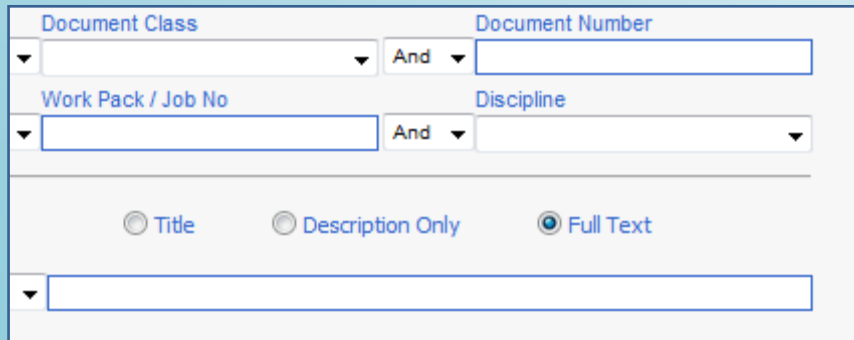 Document Class Document Number
And
Work Pack / Job No Discipline
And
Title Description Only Full Text